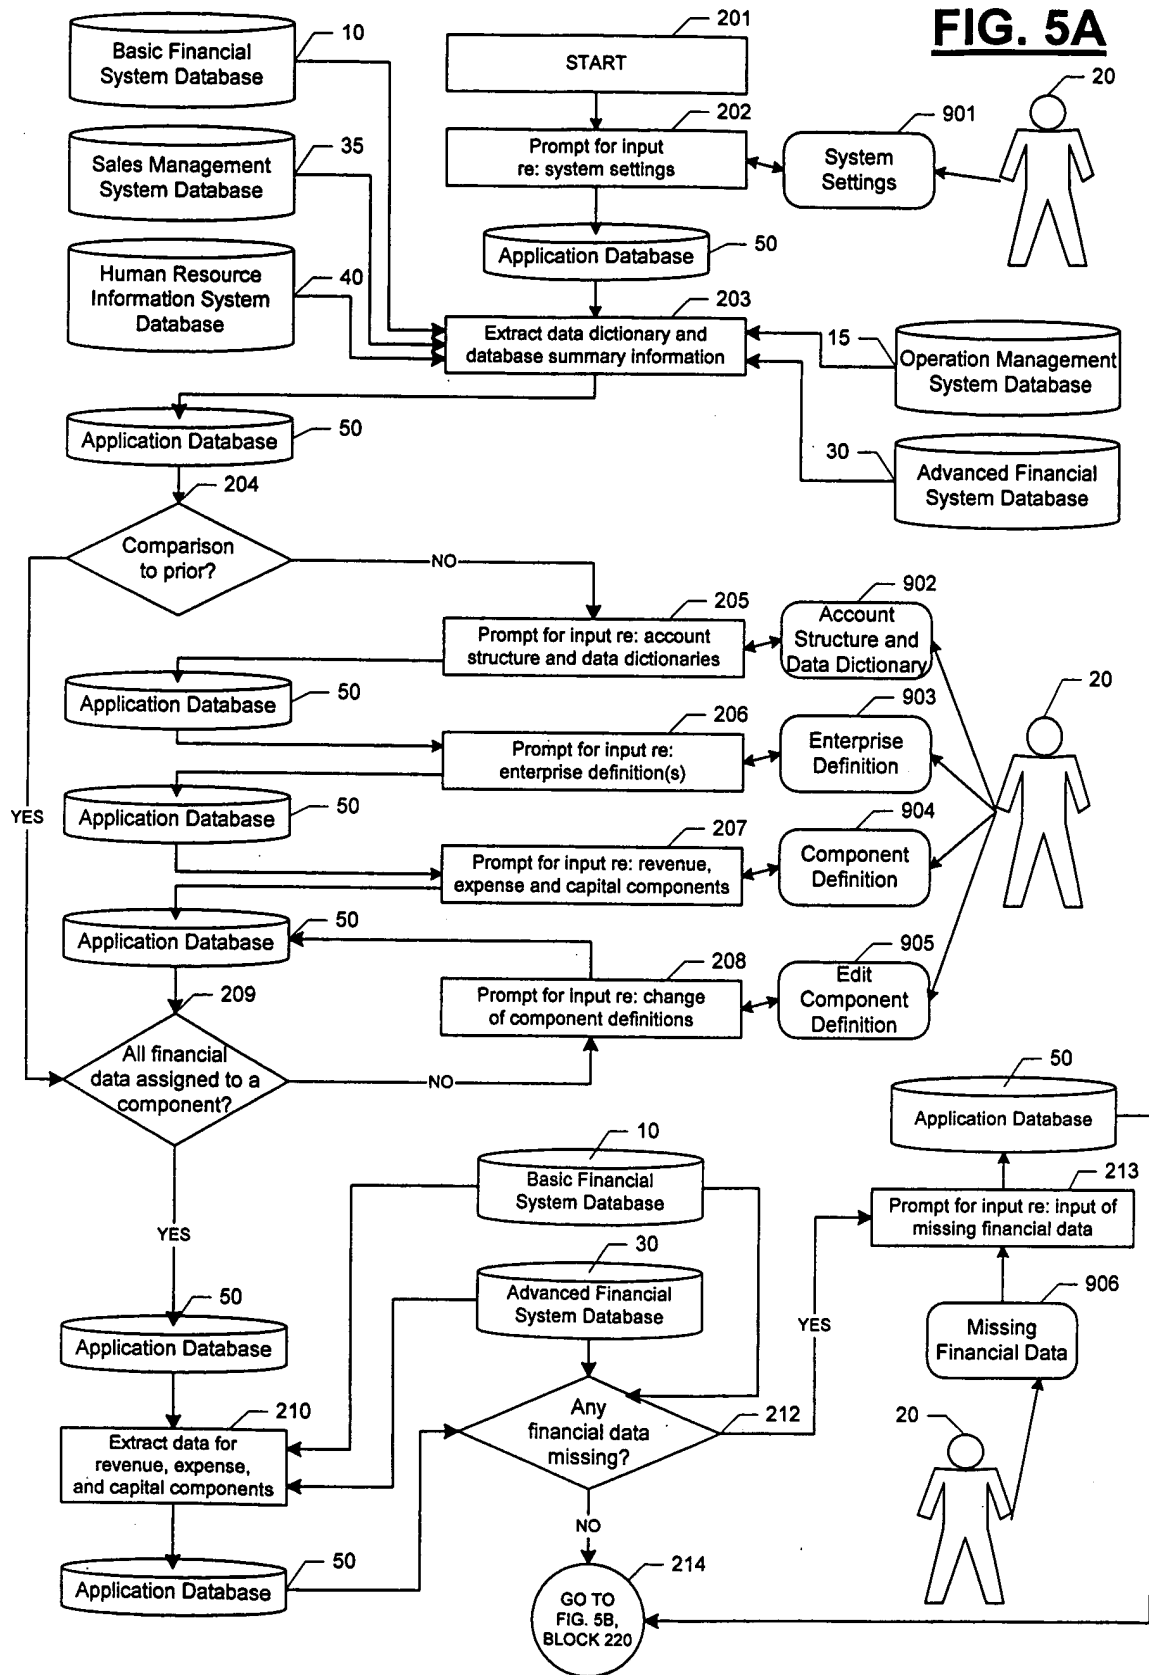 FIG. 5A
10
Basic Financial
System Database
201
START
20
202
Prompt for input
re: system settings
901
System
Settings
35
Sales Management
System Database
50
Application Database
40
Human Resource
Information System
Database
203
Extract data dictionary and
database summary information
15
Operation Management
System Database
50
Application Database
30
Advanced Financial
System Database
204
Comparison
to prior?
NO
205
Prompt for input re: account
structure and data dictionaries
902
Account
Structure and
Data Dictionary
50
Application Database
20
206
Prompt for input re:
enterprise definition(s)
903
Enterprise
Definition
YES
50
Application Database
207
Prompt for input re: revenue,
expense and capital components
904
Component
Definition
50
Application Database
208
Prompt for input re: change
of component definitions
905
Edit
Component
Definition
209
All financial
data assigned to a
component?
NO
50
Application Database
10
Basic Financial
System Database
213
Prompt for input re: input of
missing financial data
YES
30
Advanced Financial
System Database
906
Missing
Financial Data
YES
50
Application Database
210
Extract data for
revenue, expense,
and capital components
Any
financial data
missing?
212
20
NO
50
Application Database
214
GO TO
FIG. 5B,
BLOCK 220